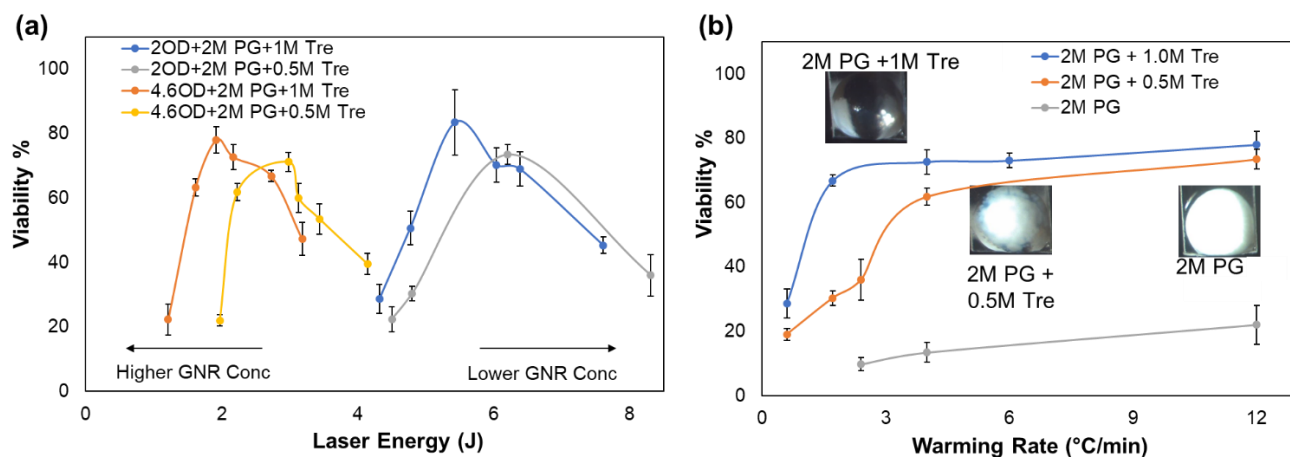 (a)
2OD+2M PG+1M Tre
2OD+2M PG+0.5M Tre
4.6OD+2M PG+1M Tre
4.6OD+2M PG+0.5M Tre
Viability %
100
80
60
40
20
0
Higher GNR Conc
Lower GNR Conc
0
2
4
6
8
Laser Energy (J)
(b)
2M PG +1M Tre
2M PG + 1.0M Tre
2M PG + 0.5M Tre
2M PG
Viability %
100
80
60
40
20
0
2M PG +
0.5M Tre
2M PG
0
3
6
9
12
Warming Rate (°C/min)